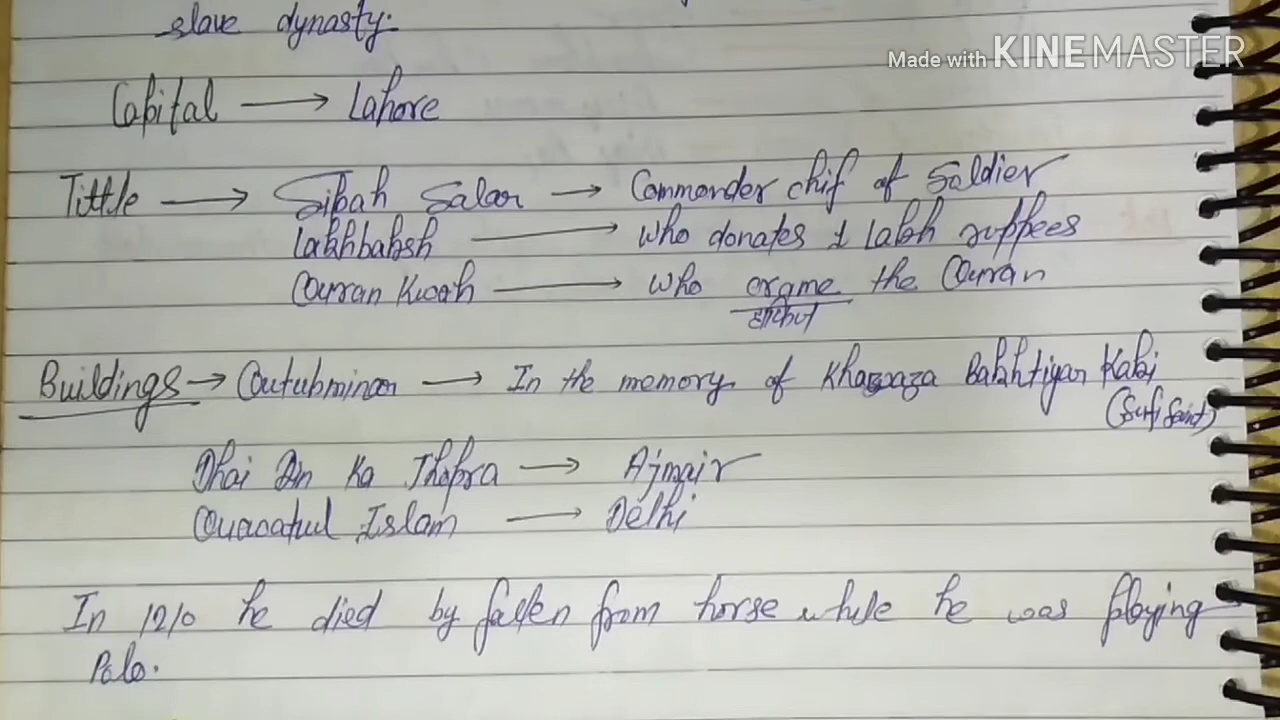 slave dynasty.
Made with KINEMASTER
Capital → Lahore
Tittle → Sipah Salar → Commander chif of Soldier
Lakhbaksh → Who donates 1 Lakh ruppees
Quran Kwah → Who crame the Quran
Buildings → Qutubminar → In the memory of Khawaza Bakhtiyar Kaki
(Sufi Saint)
Dhai Din Ka Jhopra → Ajmair
Quawatul Islam → Delhi
In 1210 he died by fallen from horse while he was playing
Polo.